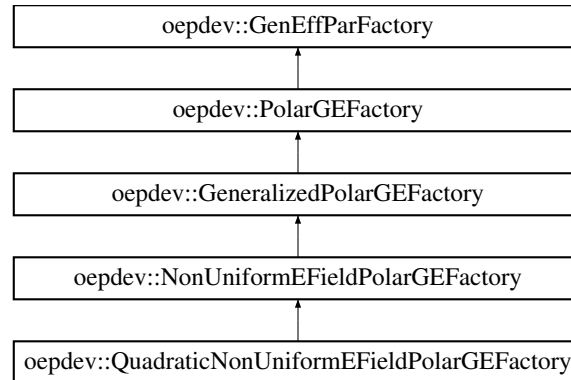 oepdev::GenEffParFactory
oepdev::PolarGEFactory
oepdev::GeneralizedPolarGEFactory
oepdev::NonUniformEFieldPolarGEFactory
oepdev::QuadraticNonUniformEFieldPolarGEFactory